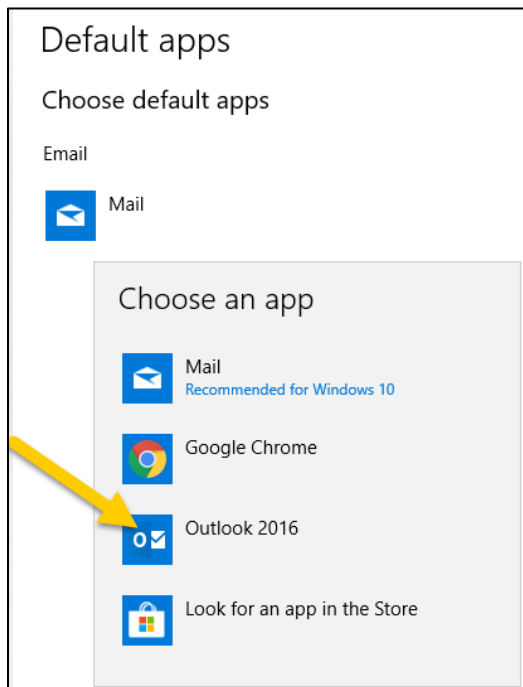 Default apps
Choose default apps
Email
Mail
Choose an app
Mail
Recommended for Windows 10
Google Chrome
Outlook 2016
Look for an app in the Store